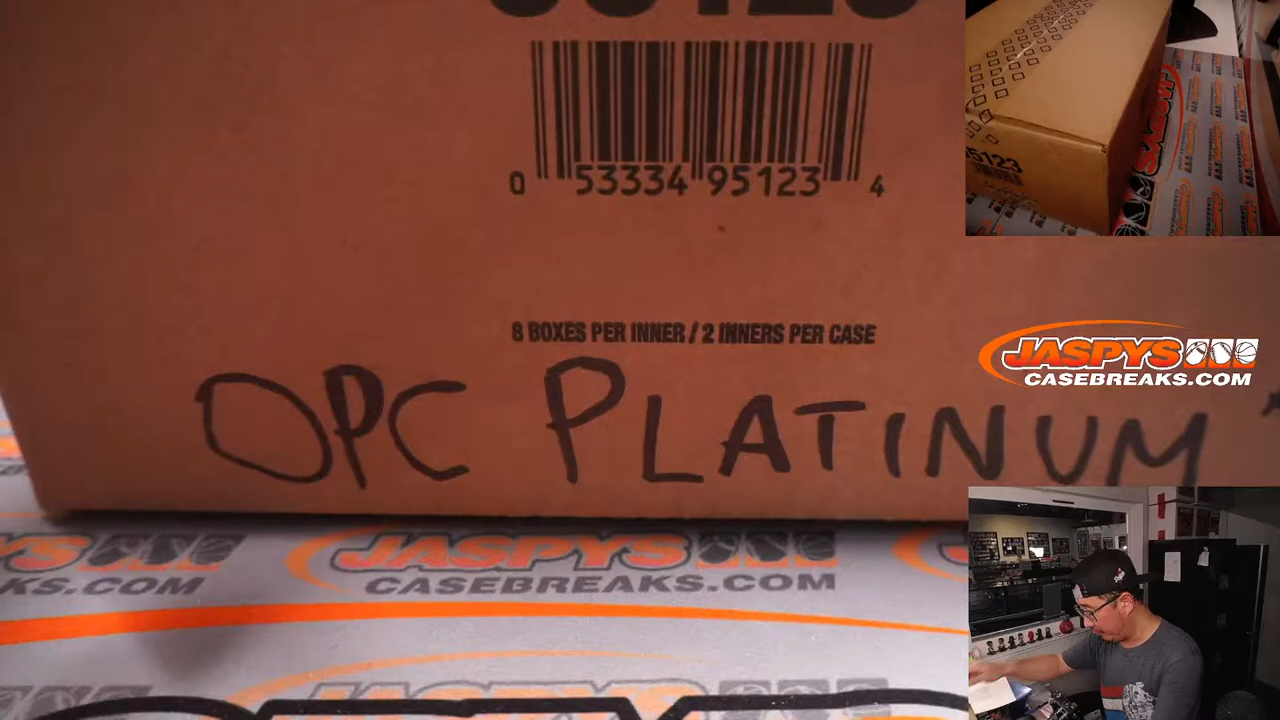 0 53334 95123 4
8 BOXES PER INNER / 2 INNERS PER CASE
OPC PLATINUM
JASPYS
CASEBREAKS.COM
JASPYS
CASEBREAKS.COM
95123